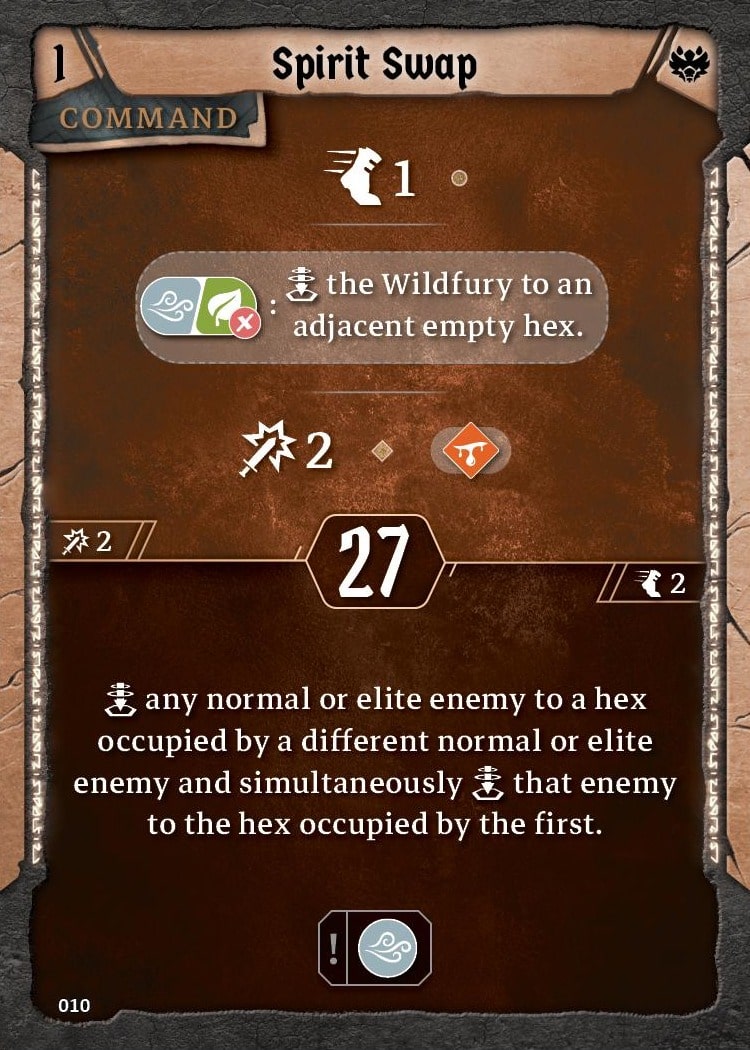 1
Spirit Swap
COMMAND
1
: the Wildfury to an
adjacent empty hex.
2
2
27
2
any normal or elite enemy to a hex
occupied by a different normal or elite
enemy and simultaneously that enemy
to the hex occupied by the first.
!
010